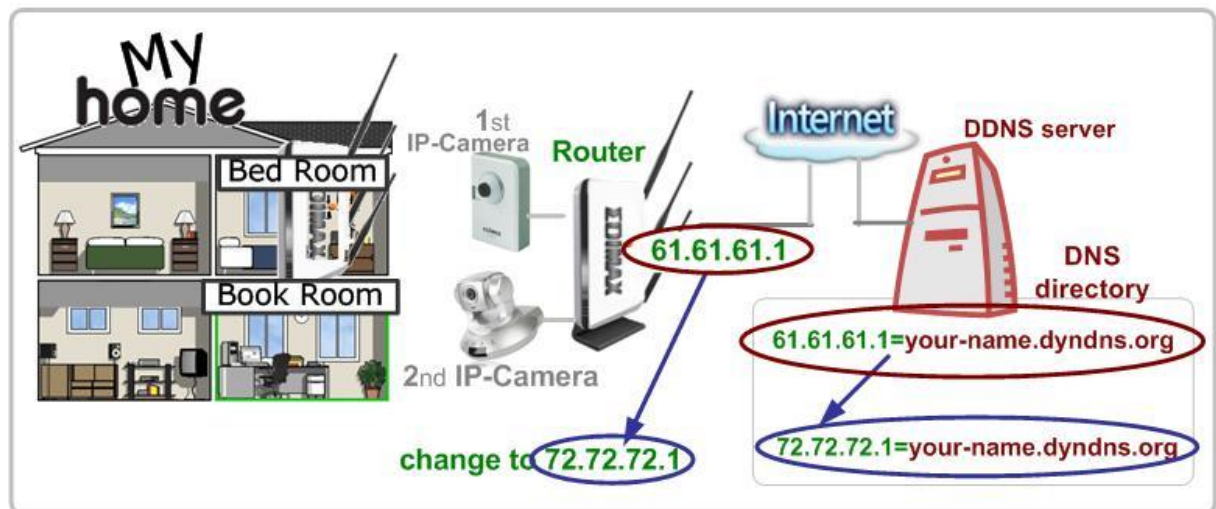 My
home
Bed Room
Book Room
1st
IP-Camera
Router
EDIMAX
61.61.61.1
2nd IP-Camera
change to 72.72.72.1
Internet
DDNS server
DNS
directory
61.61.61.1=your-name.dyndns.org
72.72.72.1=your-name.dyndns.org